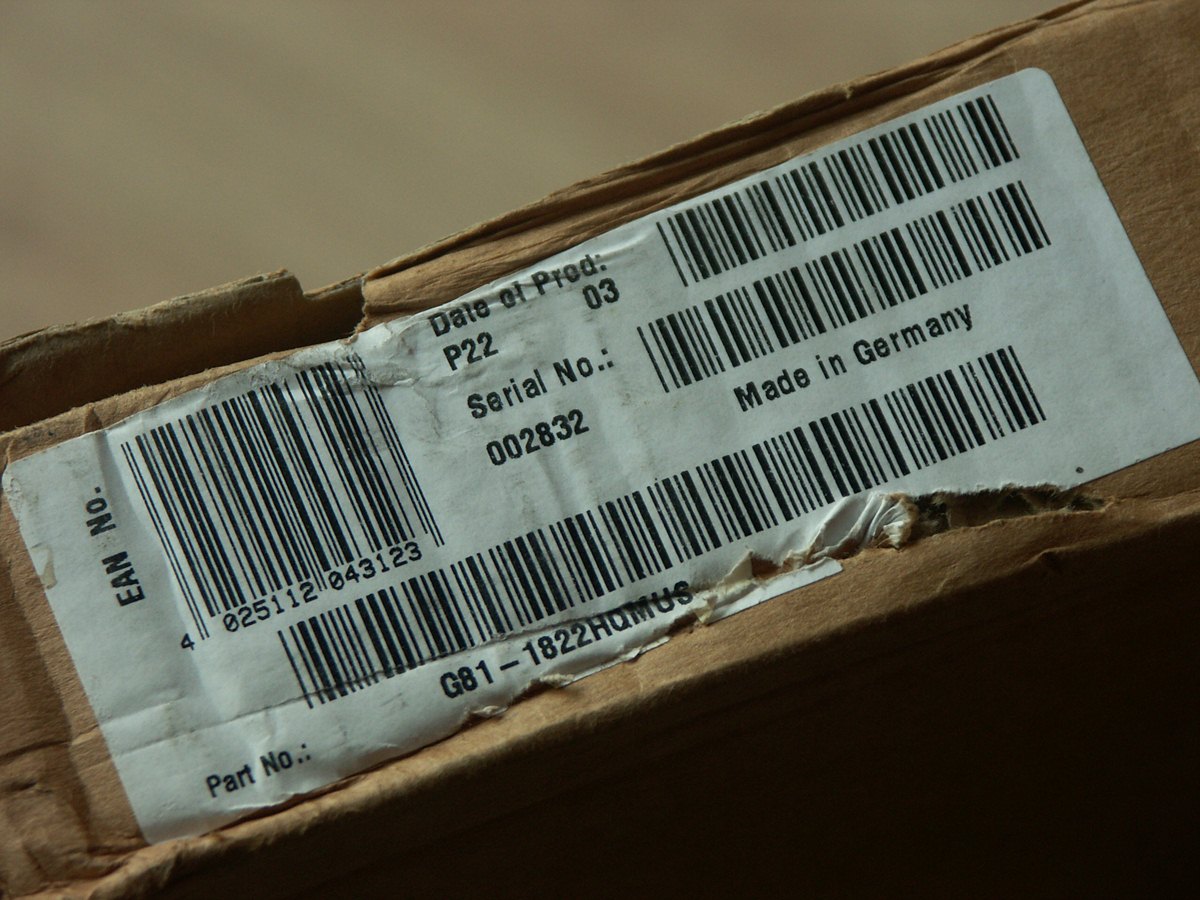 EAN No.
4 025112 043123
Date of Prod:
P22 03
Serial No.:
002832
Made in Germany
G81-1822HQMUS
Part No.: